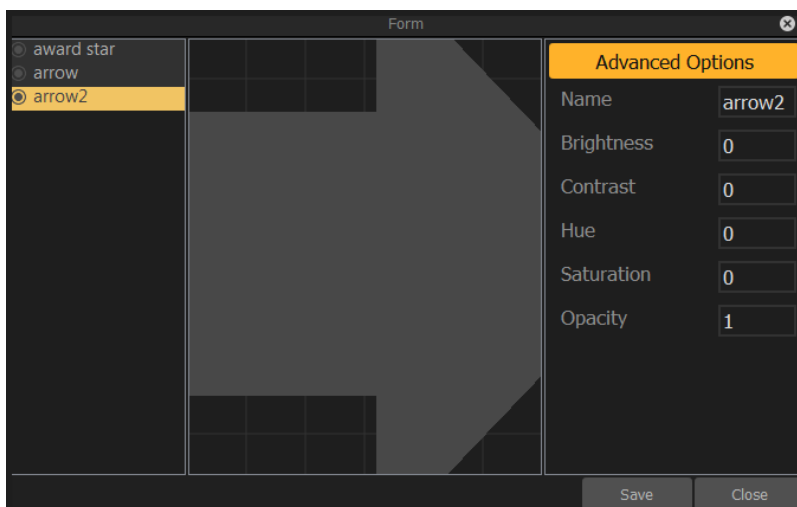 Form
award star
arrow
arrow2
Advanced Options
Name arrow2
Brightness 0
Contrast 0
Hue 0
Saturation 0
Opacity 1
Save Close